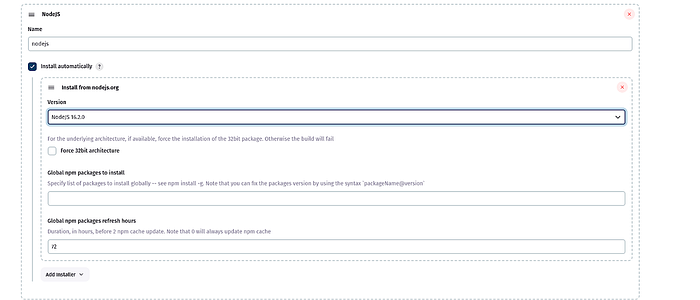 NodeJS
Name
nodejs
Install automatically ?
Install from nodejs.org
Version
NodeJS 16.2.0
For the underlying architecture, if available, force the installation of the 32bit package. Otherwise the build will fail
Force 32bit architecture
Global npm packages to install
Specify list of packages to install globally -- see npm install -g. Note that you can fix the packages version by using the syntax `packageName@version`
Global npm packages refresh hours
Duration, in hours, before 2 npm cache update. Note that 0 will always update npm cache
72
Add Installer